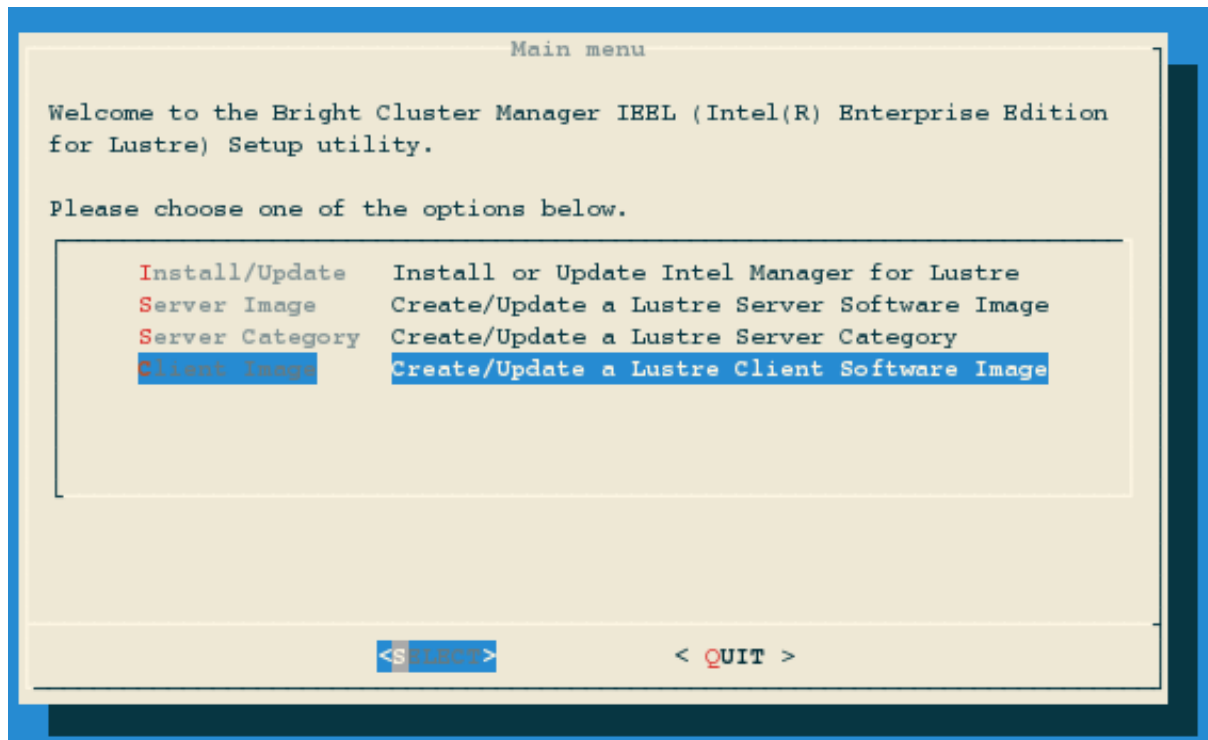 Main menu
Welcome to the Bright Cluster Manager IEEL (Intel(R) Enterprise Edition
for Lustre) Setup utility.
Please choose one of the options below.
Install/Update Install or Update Intel Manager for Lustre
Server Image Create/Update a Lustre Server Software Image
Server Category Create/Update a Lustre Server Category
Client Image Create/Update a Lustre Client Software Image
<SELECT> < QUIT >